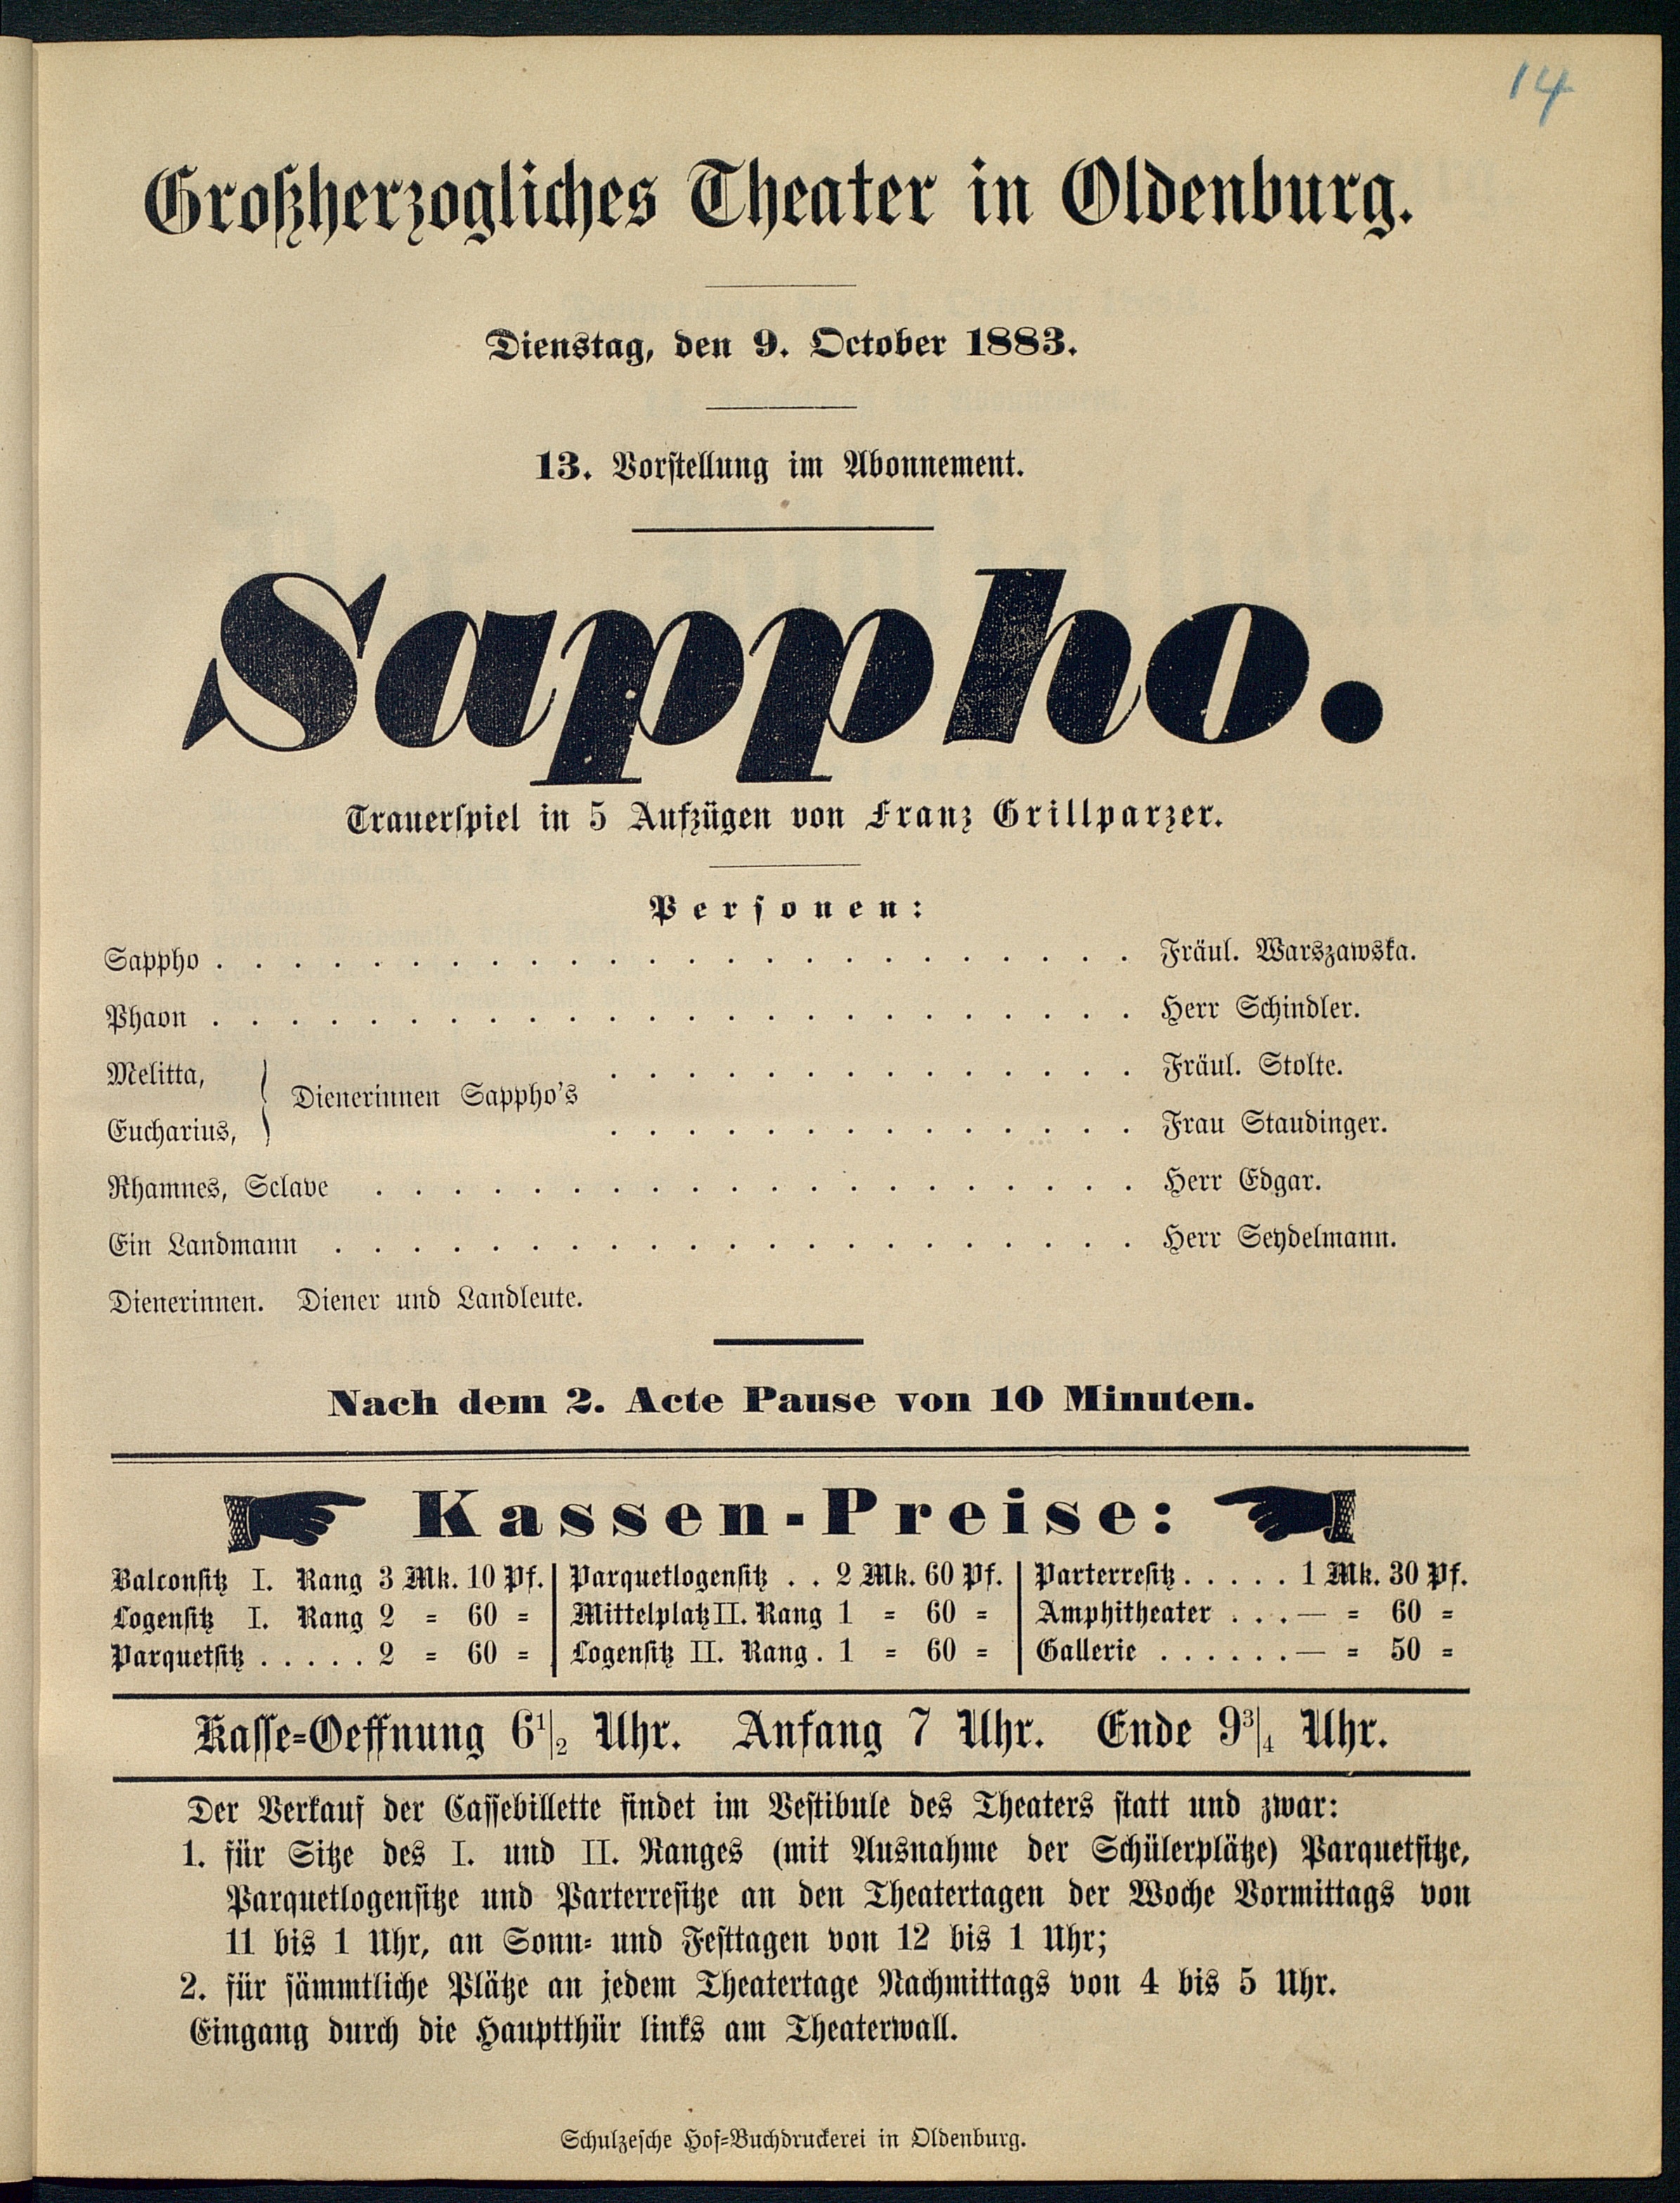 14
Großherzogliches Theater in Oldenburg.
Dienstag, den 9. October 1883.
13. Vorstellung im Abonnement.
Sappho.
Trauerspiel in 5 Aufzügen von Franz Grillparzer.
Personen:
Sappho . . . . . . . . . . . . . . . . . . . . . . . . Fräul. Warszawska.
Phaon . . . . . . . . . . . . . . . . . . . . . . . . Herr Schindler.
Melitta, . . . . . . . . . . . . . . Fräul. Stolte.
Dienerinnen Sappho's
Eucharius, . . . . . . . . . . . . . . Frau Staudinger.
Rhamnes, Sclave . . . . . . . . . . . . . . . . . . . . Herr Edgar.
Ein Landmann . . . . . . . . . . . . . . . . . . . . . Herr Seydelmann.
Dienerinnen. Diener und Landleute.
Nach dem 2. Acte Pause von 10 Minuten.
Kassen-Preise:
Balconsitz I. Rang 3 Mk. 10 Pf. | Parquetlogensitz . . 2 Mk. 60 Pf. | Parterresitz . . . . . 1 Mk. 30 Pf.
Logensitz I. Rang 2 = 60 = | Mittelplatz II. Rang 1 = 60 = | Amphitheater . . . — = 60 =
Parquetsitz . . . . . 2 = 60 = | Logensitz II. Rang . 1 = 60 = | Gallerie . . . . . . — = 50 =
Kasse=Oeffnung 6 1/2 Uhr. Anfang 7 Uhr. Ende 9 3/4 Uhr.
Der Verkauf der Cassebillette findet im Vestibule des Theaters statt und zwar:
1. für Sitze des I. und II. Ranges (mit Ausnahme der Schülerplätze) Parquetsitze,
Parquetlogensitze und Parterresitze an den Theatertagen der Woche Vormittags von
11 bis 1 Uhr, an Sonn= und Festtagen von 12 bis 1 Uhr;
2. für sämmtliche Plätze an jedem Theatertage Nachmittags von 4 bis 5 Uhr.
Eingang durch die Hauptthür links am Theaterwall.
Schulzesche Hof=Buchdruckerei in Oldenburg.